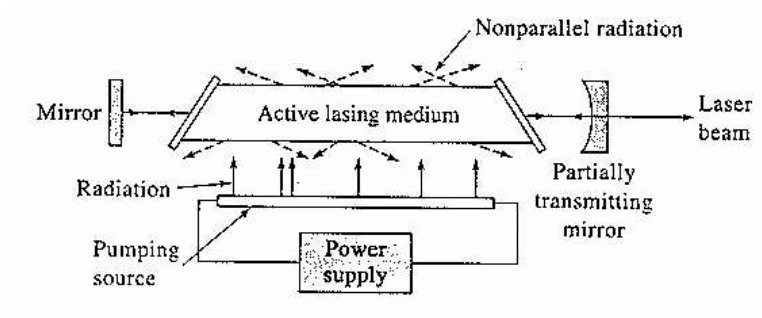 Nonparallel radiation
Mirror
Active lasing medium
Laser
beam
Radiation
Partially
transmitting
mirror
Pumping
source
Power
supply